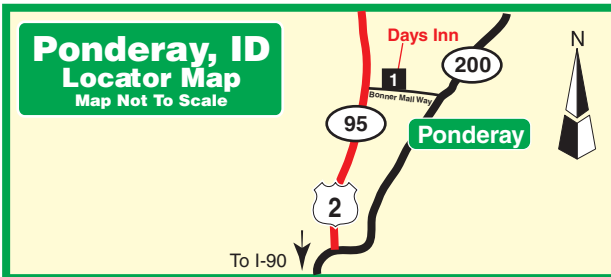 Ponderay, ID
Locator Map
Map Not To Scale
Days Inn
N
200
1
Bonner Mall Way
95
Ponderay
2
To I-90